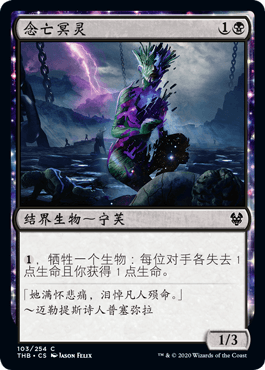 念亡冥灵 1
结界生物～宁芙
1，牺牲一个生物：每位对手各失去1
点生命且你获得1点生命。
「她满怀悲痛，泪悼凡人殒命。」
～迈勒提斯诗人普塞弥拉
1/3
103/254 C
THB • CS JASON FELIX
™ & © 2020 Wizards of the Coast